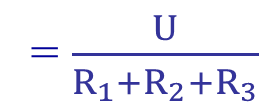 = U / (R₁+R₂+R₃)